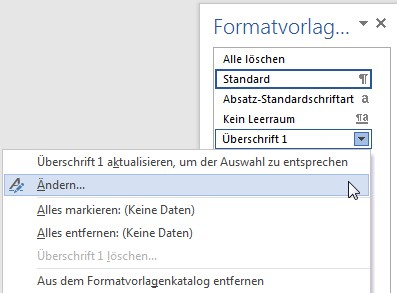 Formatvorlag...
Alle löschen
Standard ¶
Absatz-Standardschriftart a
Kein Leerraum ¶a
Überschrift 1
Überschrift 1 aktualisieren, um der Auswahl zu entsprechen
Ändern...
Alles markieren: (Keine Daten)
Alles entfernen: (Keine Daten)
Überschrift 1 löschen...
Aus dem Formatvorlagenkatalog entfernen